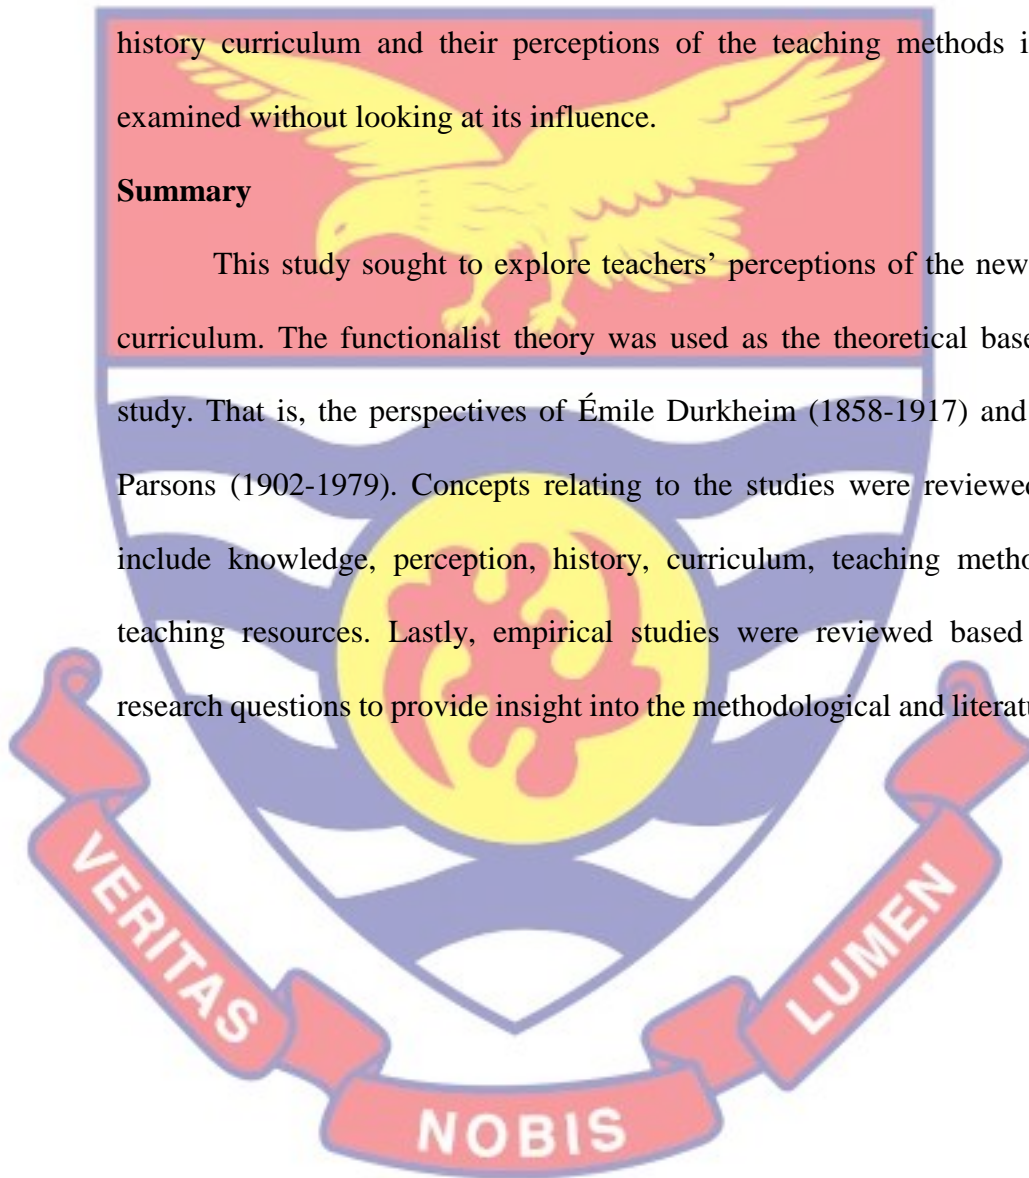 history curriculum and their perceptions of the teaching methods i
examined without looking at its influence.
Summary
This study sought to explore teachers’ perceptions of the new
curriculum. The functionalist theory was used as the theoretical base
study. That is, the perspectives of Émile Durkheim (1858-1917) and
Parsons (1902-1979). Concepts relating to the studies were reviewed
include knowledge, perception, history, curriculum, teaching metho
teaching resources. Lastly, empirical studies were reviewed based
research questions to provide insight into the methodological and literatu
VERITAS
NOBIS
LUMEN